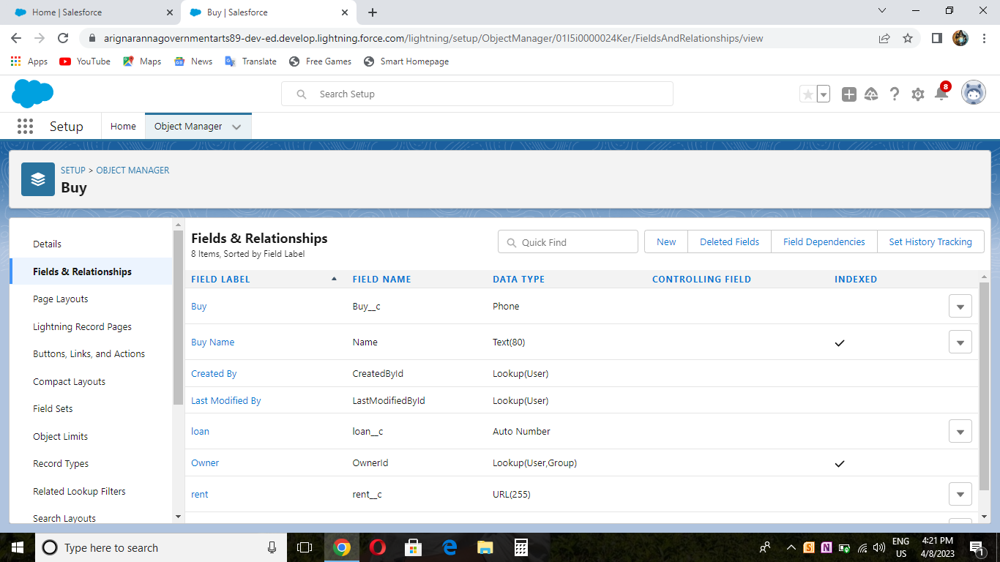 Home | Salesforce
Buy | Salesforce
arignarannagovernmentarts89-dev-ed.develop.lightning.force.com/lightning/setup/ObjectManager/01I5i0000024Ker/FieldsAndRelationships/view
Apps YouTube Maps News Translate Free Games Smart Homepage
Search Setup
8
Setup Home Object Manager
SETUP > OBJECT MANAGER
Buy
Details
Fields & Relationships
Page Layouts
Lightning Record Pages
Buttons, Links, and Actions
Compact Layouts
Field Sets
Object Limits
Record Types
Related Lookup Filters
Search Layouts
Fields & Relationships
8 Items, Sorted by Field Label
Quick Find
New Deleted Fields Field Dependencies Set History Tracking
FIELD LABEL FIELD NAME DATA TYPE CONTROLLING FIELD INDEXED
Buy Buy__c Phone
Buy Name Name Text(80)
Created By CreatedById Lookup(User)
Last Modified By LastModifiedById Lookup(User)
loan loan__c Auto Number
Owner OwnerId Lookup(User,Group)
rent rent__c URL(255)
Type here to search
ENG
US
4:21 PM
4/8/2023
1